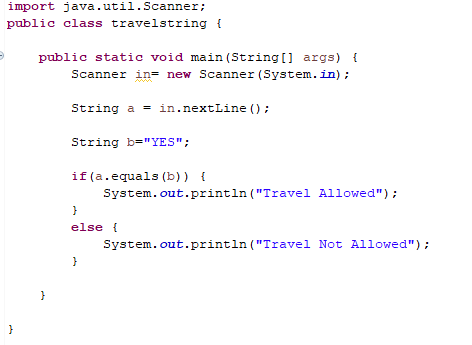 import java.util.Scanner;
public class travelstring {
public static void main(String[] args) {
Scanner in= new Scanner(System.in);
String a = in.nextLine();
String b="YES";
if(a.equals(b)) {
System.out.println("Travel Allowed");
}
else {
System.out.println("Travel Not Allowed");
}
}
}